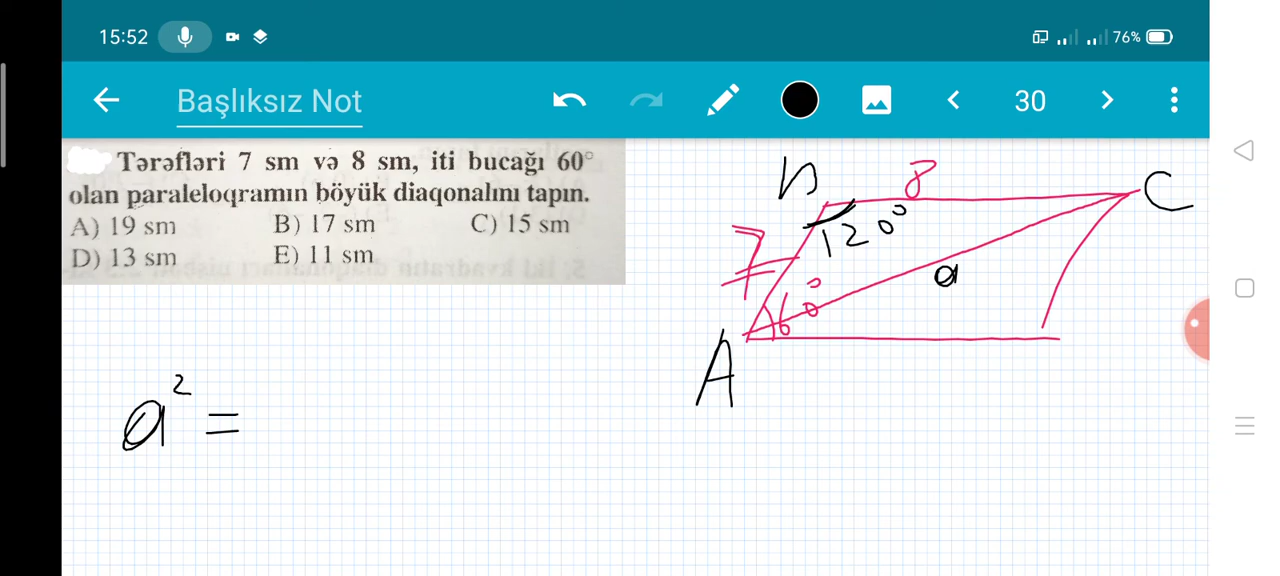 15:52 76%
Başlıksız Not 30
Tərəfləri 7 sm və 8 sm, iti bucağı 60°
olan paraleloqramın böyük diaqonalını tapın.
A) 19 sm B) 17 sm C) 15 sm
D) 13 sm E) 11 sm
8
C
7
120°
60°
a
A
a² =